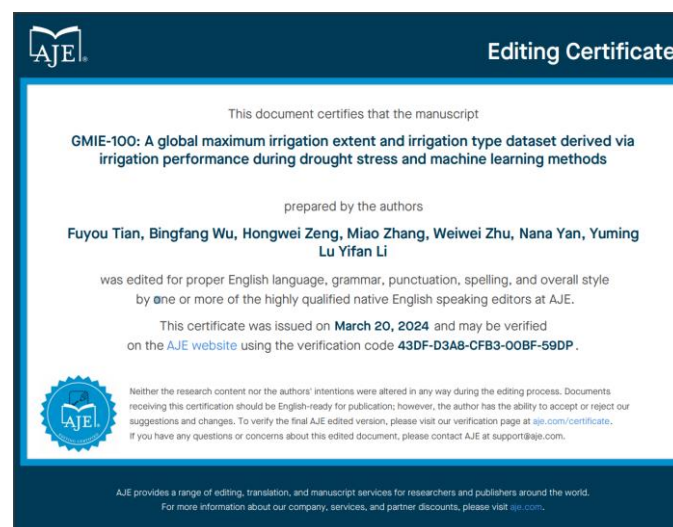 AJE
Editing Certificate
This document certifies that the manuscript
GMIE-100: A global maximum irrigation extent and irrigation type dataset derived via
irrigation performance during drought stress and machine learning methods
prepared by the authors
Fuyou Tian, Bingfang Wu, Hongwei Zeng, Miao Zhang, Weiwei Zhu, Nana Yan, Yuming
Lu Yifan Li
was edited for proper English language, grammar, punctuation, spelling, and overall style
by one or more of the highly qualified native English speaking editors at AJE.
This certificate was issued on March 20, 2024 and may be verified
on the AJE website using the verification code 43DF-D3A8-CFB3-00BF-59DP.
Neither the research content nor the authors' intentions were altered in any way during the editing process. Documents
receiving this certification should be English-ready for publication; however, the author has the ability to accept or reject our
suggestions and changes. To verify the final AJE edited version, please visit our verification page at aje.com/certificate.
If you have any questions or concerns about this edited document, please contact AJE at support@aje.com.
AJE
AJE provides a range of editing, translation, and manuscript services for researchers and publishers around the world.
For more information about our company, services, and partner discounts, please visit aje.com.